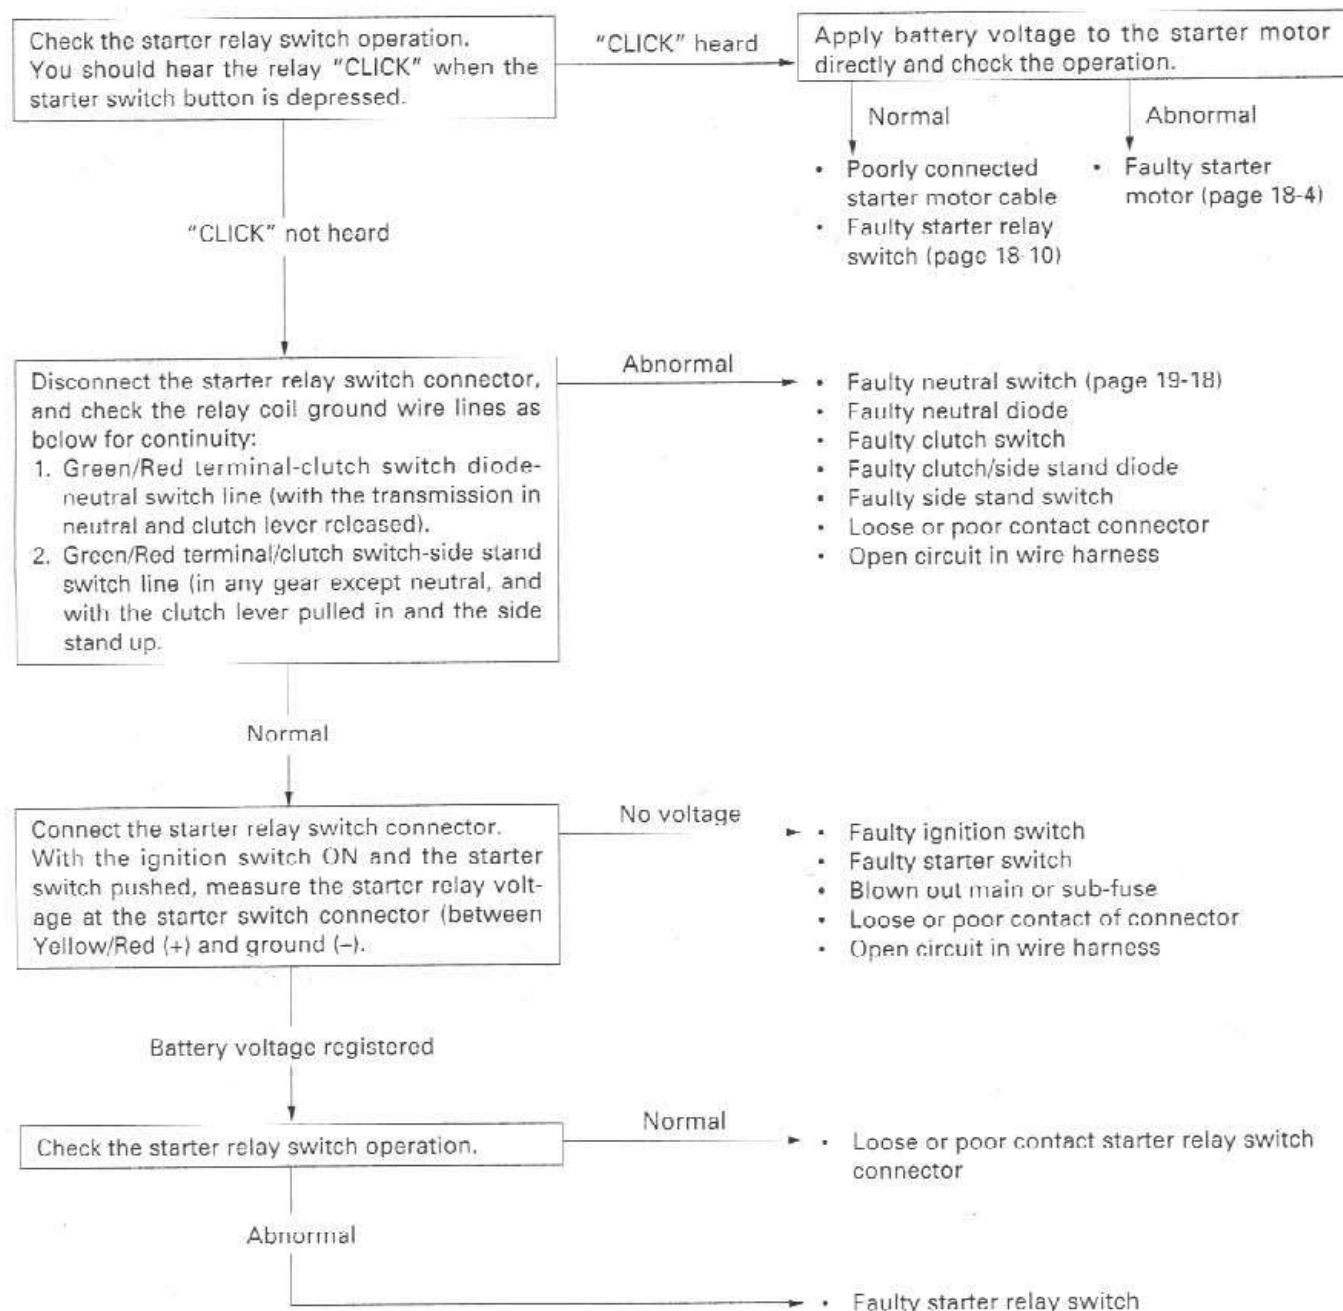 Check the starter relay switch operation.
You should hear the relay “CLICK” when the
starter switch button is depressed.
“CLICK” heard
Apply battery voltage to the starter motor
directly and check the operation.
Normal
Abnormal
• Poorly connected
starter motor cable
• Faulty starter relay
switch (page 18-10)
• Faulty starter
motor (page 18-4)
“CLICK” not heard
Disconnect the starter relay switch connector,
and check the relay coil ground wire lines as
below for continuity:
1. Green/Red terminal-clutch switch diode-
neutral switch line (with the transmission in
neutral and clutch lever released).
2. Green/Red terminal/clutch switch-side stand
switch line (in any gear except neutral, and
with the clutch lever pulled in and the side
stand up.
Abnormal
• Faulty neutral switch (page 19-18)
• Faulty neutral diode
• Faulty clutch switch
• Faulty clutch/side stand diode
• Faulty side stand switch
• Loose or poor contact connector
• Open circuit in wire harness
Normal
Connect the starter relay switch connector.
With the ignition switch ON and the starter
switch pushed, measure the starter relay volt-
age at the starter switch connector (between
Yellow/Red (+) and ground (–).
No voltage
• Faulty ignition switch
• Faulty starter switch
• Blown out main or sub-fuse
• Loose or poor contact of connector
• Open circuit in wire harness
Battery voltage registered
Check the starter relay switch operation.
Normal
• Loose or poor contact starter relay switch
connector
Abnormal
• Faulty starter relay switch